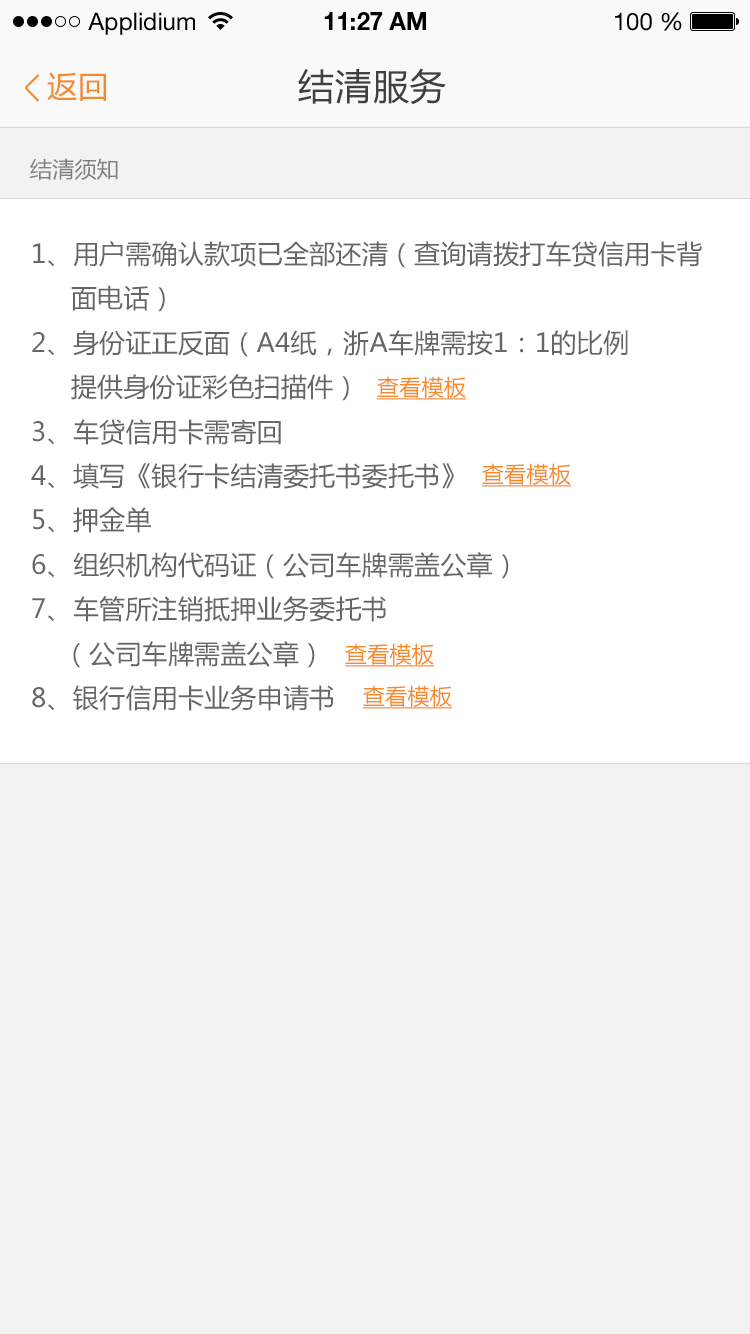 Applidium 11:27 AM 100 %
返回 结清服务
结清须知
1、用户需确认款项已全部还清（查询请拨打车贷信用卡背
面电话）
2、身份证正反面（A4纸，浙A车牌需按1：1的比例
提供身份证彩色扫描件） 查看模板
3、车贷信用卡需寄回
4、填写《银行卡结清委托书委托书》 查看模板
5、押金单
6、组织机构代码证（公司车牌需盖公章）
7、车管所注销抵押业务委托书
（公司车牌需盖公章） 查看模板
8、银行信用卡业务申请书 查看模板